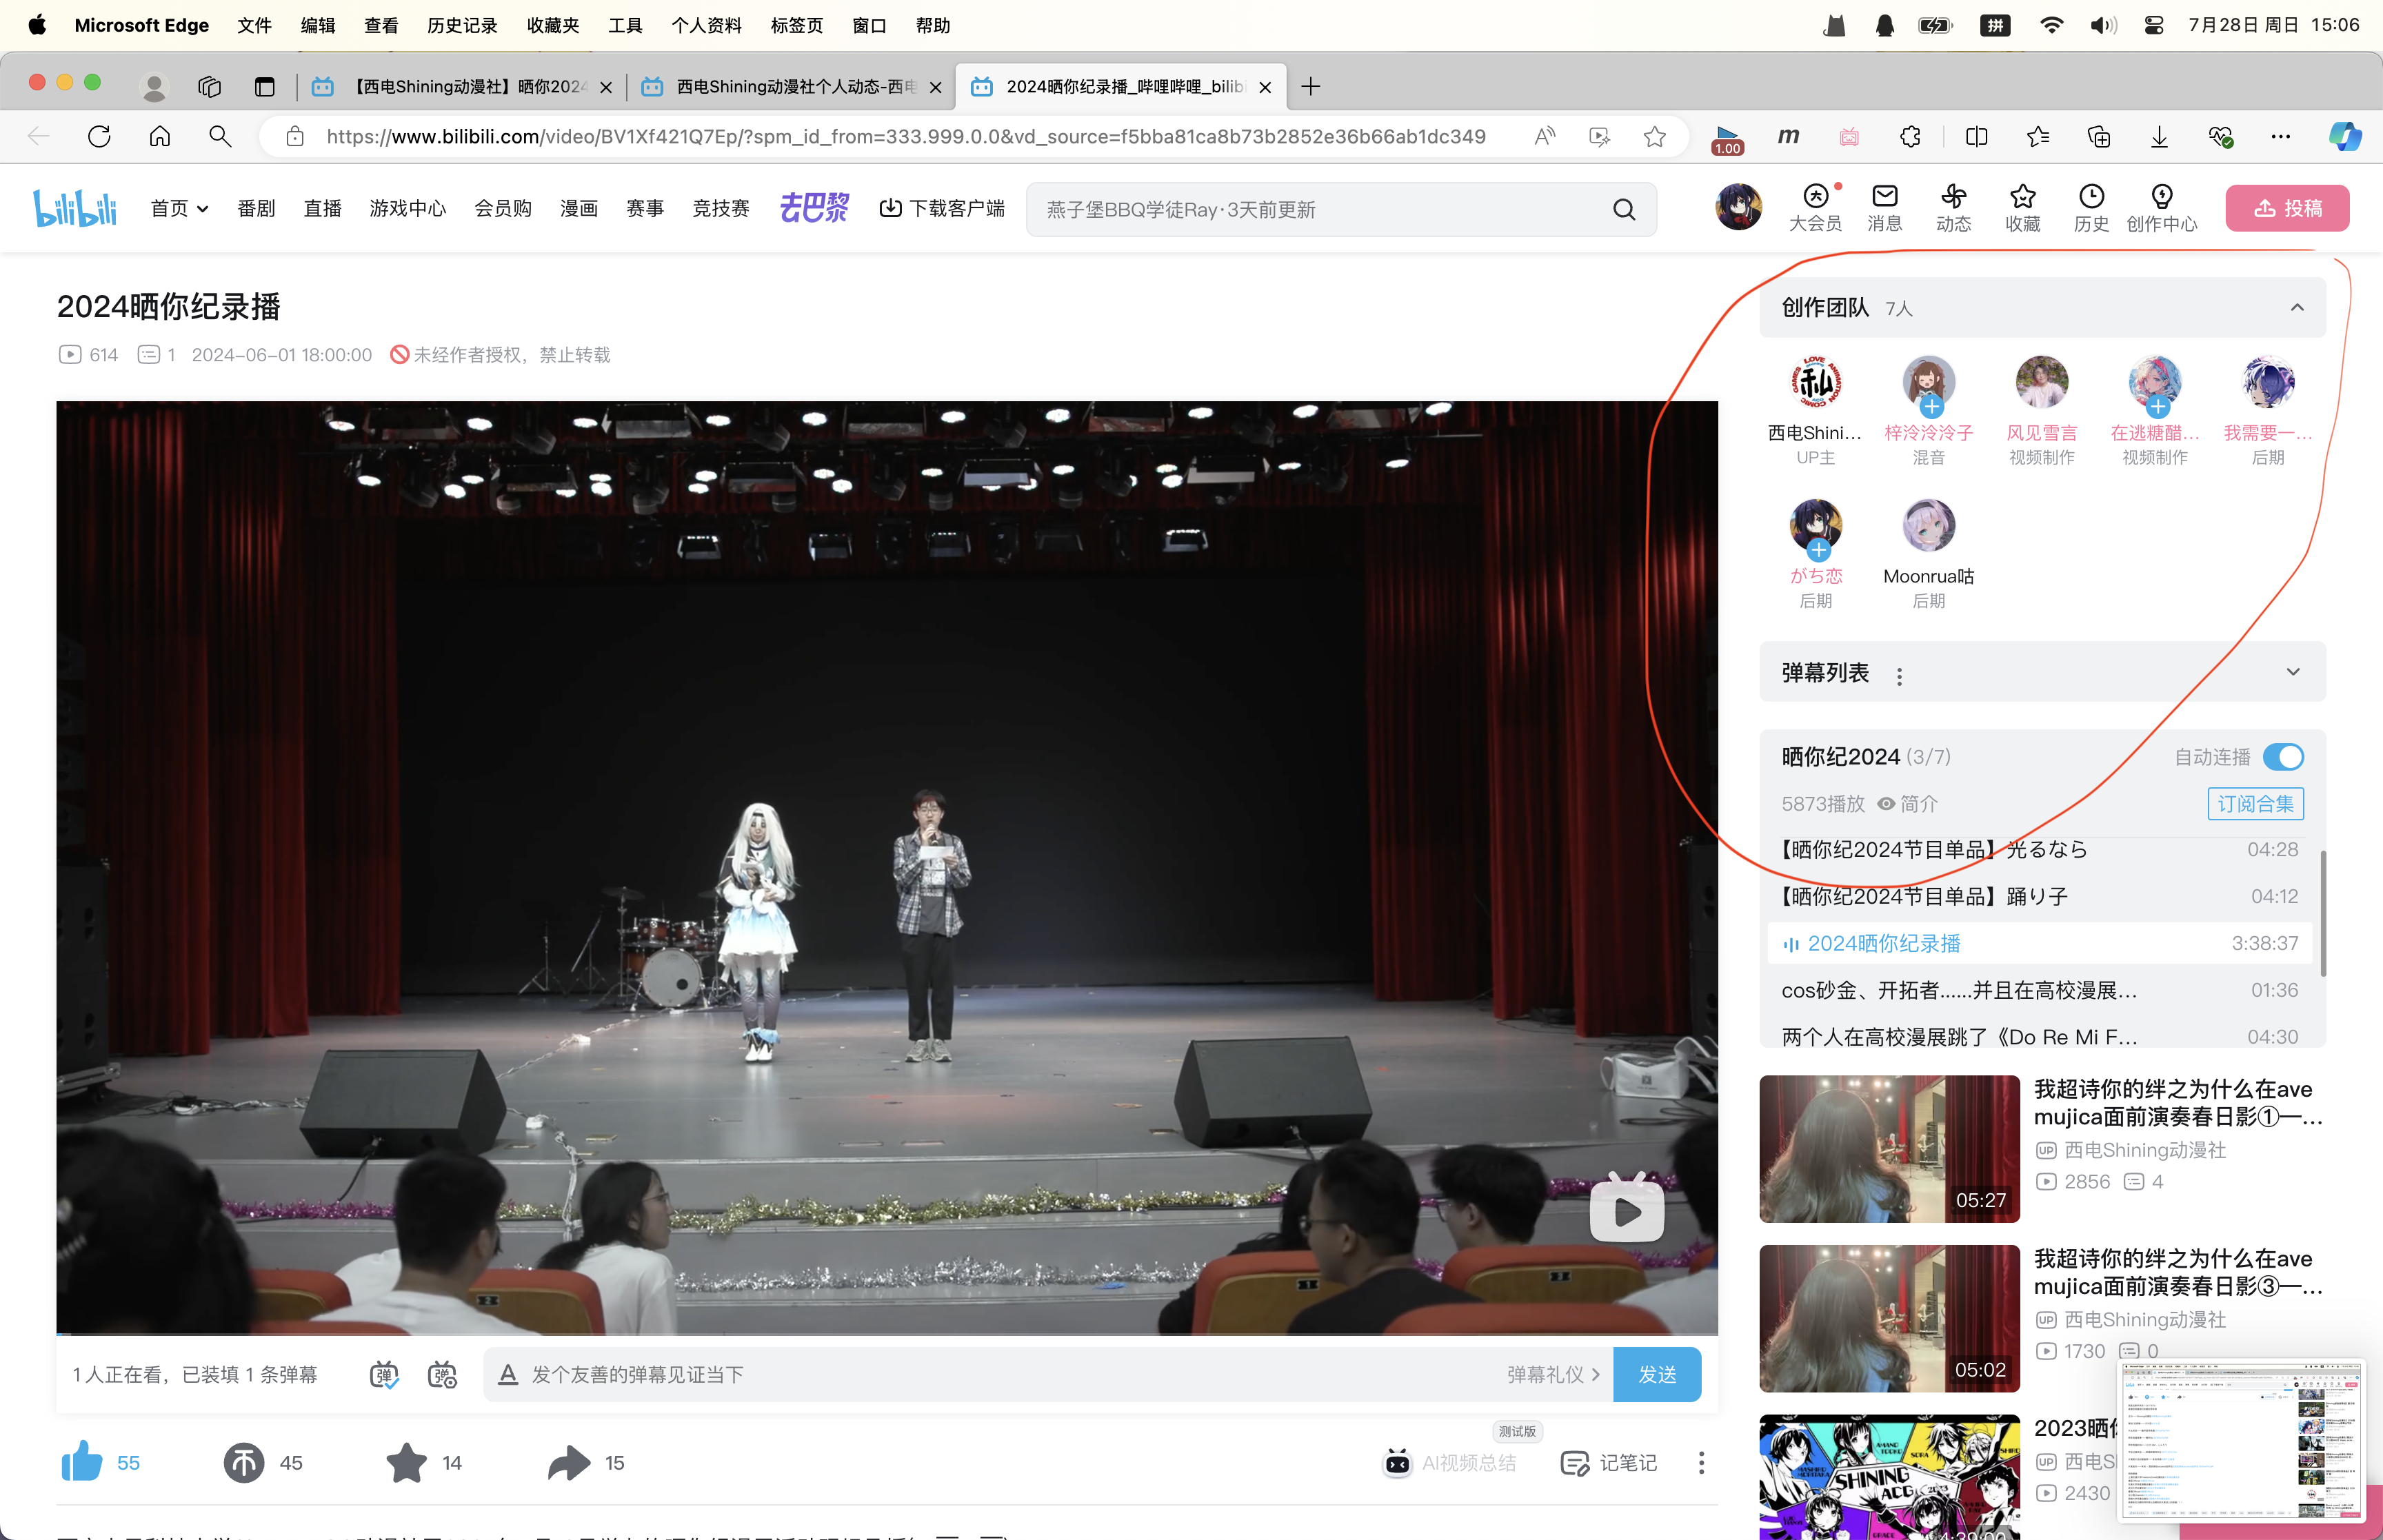 Microsoft Edge 文件 编辑 查看 历史记录 收藏夹 工具 个人资料 标签页 窗口 帮助
拼 7月28日 周日 15:06
【西电Shining动漫社】晒你2024
西电Shining动漫社个人动态-西电
2024晒你纪录播_哔哩哔哩_bilibi
https://www.bilibili.com/video/BV1Xf421Q7Ep/?spm_id_from=333.999.0.0&vd_source=f5bba81ca8b73b2852e36b66ab1dc349
1.00
m
bilibili 首页 番剧 直播 游戏中心 会员购 漫画 赛事 竞技赛 去巴黎 下载客户端
燕子堡BBQ学徒Ray·3天前更新
大会员 消息 动态 收藏 历史 创作中心 投稿
2024晒你纪录播
614 1 2024-06-01 18:00:00 未经作者授权，禁止转载
创作团队 7人
西电Shini... 梓泠泠泠子 风见雪言 在逃糖醋... 我需要一...
UP主 混音 视频制作 视频制作 后期
がち恋 Moonrua咕
后期 后期
弹幕列表
晒你纪2024 (3/7) 自动连播
5873播放 简介 订阅合集
【晒你纪2024节目单品】光るなら 04:28
【晒你纪2024节目单品】踊り子 04:12
2024晒你纪录播 3:38:37
cos砂金、开拓者......并且在高校漫展... 01:36
两个人在高校漫展跳了《Do Re Mi F... 04:30
我超诗你的绊之为什么在ave
mujica面前演奏春日影①一...
西电Shining动漫社
2856 4
05:27
我超诗你的绊之为什么在ave
mujica面前演奏春日影③一...
西电Shining动漫社
1730 0
05:02
2023晒
西电S
2430
SHINING
ACG
1人正在看，已装填 1 条弹幕
弹 弹
发个友善的弹幕见证当下
弹幕礼仪
发送
55 45 14 15
测试版
AI视频总结 记笔记